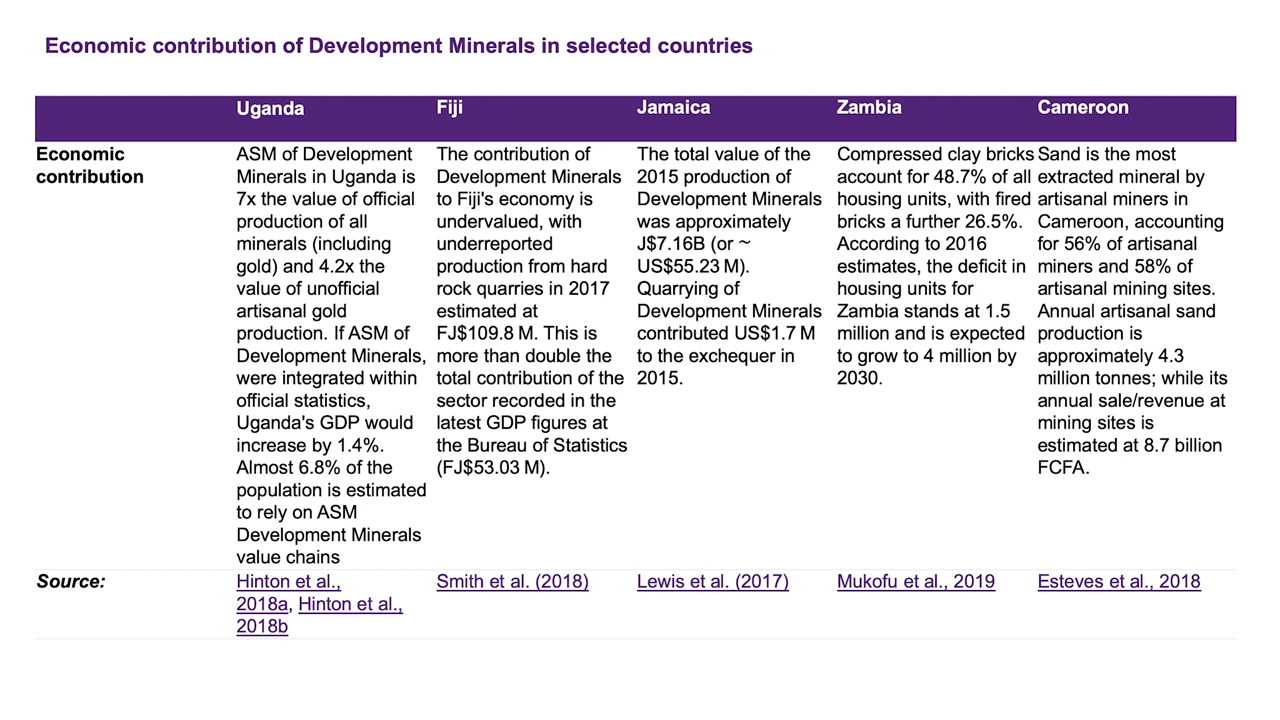 Economic contribution of Development Minerals in selected countries
Uganda
Fiji
Jamaica
Zambia
Cameroon
Economic
contribution
ASM of Development
Minerals in Uganda is
7x the value of official
production of all
minerals (including
gold) and 4.2x the
value of unofficial
artisanal gold
production. If ASM of
Development Minerals,
were integrated within
official statistics,
Uganda's GDP would
increase by 1.4%.
Almost 6.8% of the
population is estimated
to rely on ASM
Development Minerals
value chains
The contribution of
Development Minerals
to Fiji's economy is
undervalued, with
underreported
production from hard
rock quarries in 2017
estimated at
FJ$109.8 M. This is
more than double the
total contribution of the
sector recorded in the
latest GDP figures at
the Bureau of Statistics
(FJ$53.03 M).
The total value of the
2015 production of
Development Minerals
was approximately
J$7.16B (or ~
US$55.23 M).
Quarrying of
Development Minerals
contributed US$1.7 M
to the exchequer in
2015.
Compressed clay bricks
account for 48.7% of all
housing units, with fired
bricks a further 26.5%.
According to 2016
estimates, the deficit in
housing units for
Zambia stands at 1.5
million and is expected
to grow to 4 million by
2030.
Sand is the most
extracted mineral by
artisanal miners in
Cameroon, accounting
for 56% of artisanal
miners and 58% of
artisanal mining sites.
Annual artisanal sand
production is
approximately 4.3
million tonnes; while its
annual sale/revenue at
mining sites is
estimated at 8.7 billion
FCFA.
Source:
Hinton et al.,
2018a, Hinton et al.,
2018b
Smith et al. (2018)
Lewis et al. (2017)
Mukofu et al., 2019
Esteves et al., 2018